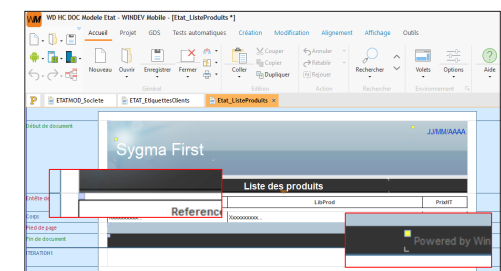 WD HC DOC Modele Etat - WINDEV Mobile - [Etat_ListeProduits *]
Accueil Projet GDS Tests automatiques Création Modification Alignement Affichage Outils
Nouveau Ouvrir Enregistrer Fermer Coller Couper Copier Dupliquer Annuler Rétablir Rejouer Rechercher Volets Options Aide
Général Edition Action Rechercher Environnement
ETATMOD_Societe ETAT_EtiquettesClients Etat_ListeProduits ×
Début de document
JJ/MM/AAAA
Sygma First
Liste des produits
Entête de
LibProd PrixHT
Référence
Corps
Pied de page
Fin de document
Powered by Win
ITERATION1